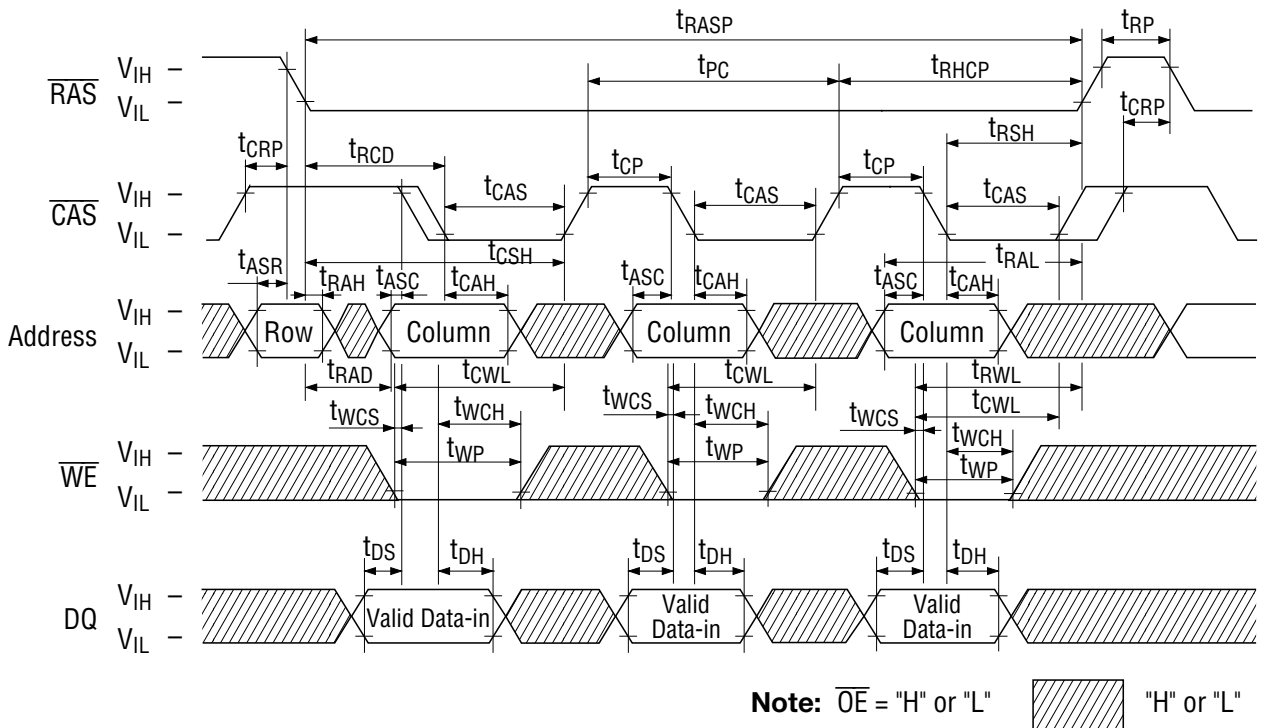 tRASP tRP
VIH tPC tRHCP
RAS
VIL
tCRP tRCD tCP tCP tRSH tCRP
VIH tCAS tCAS tCAS
CAS
VIL
tCSH tRAL
tASR tRAH tASC tCAH tASC tCAH tASC tCAH
VIH
Address Row Column Column Column
VIL
tRAD tCWL tCWL tRWL
tCWL
tWCS tWCH tWCS tWCH tWCS tWCH
VIH tWP tWP tWP
WE
VIL
tDS tDH tDS tDH tDS tDH
VIH
DQ Valid Data-in Valid Data-in Valid Data-in
VIL
Note: OE = "H" or "L" "H" or "L"